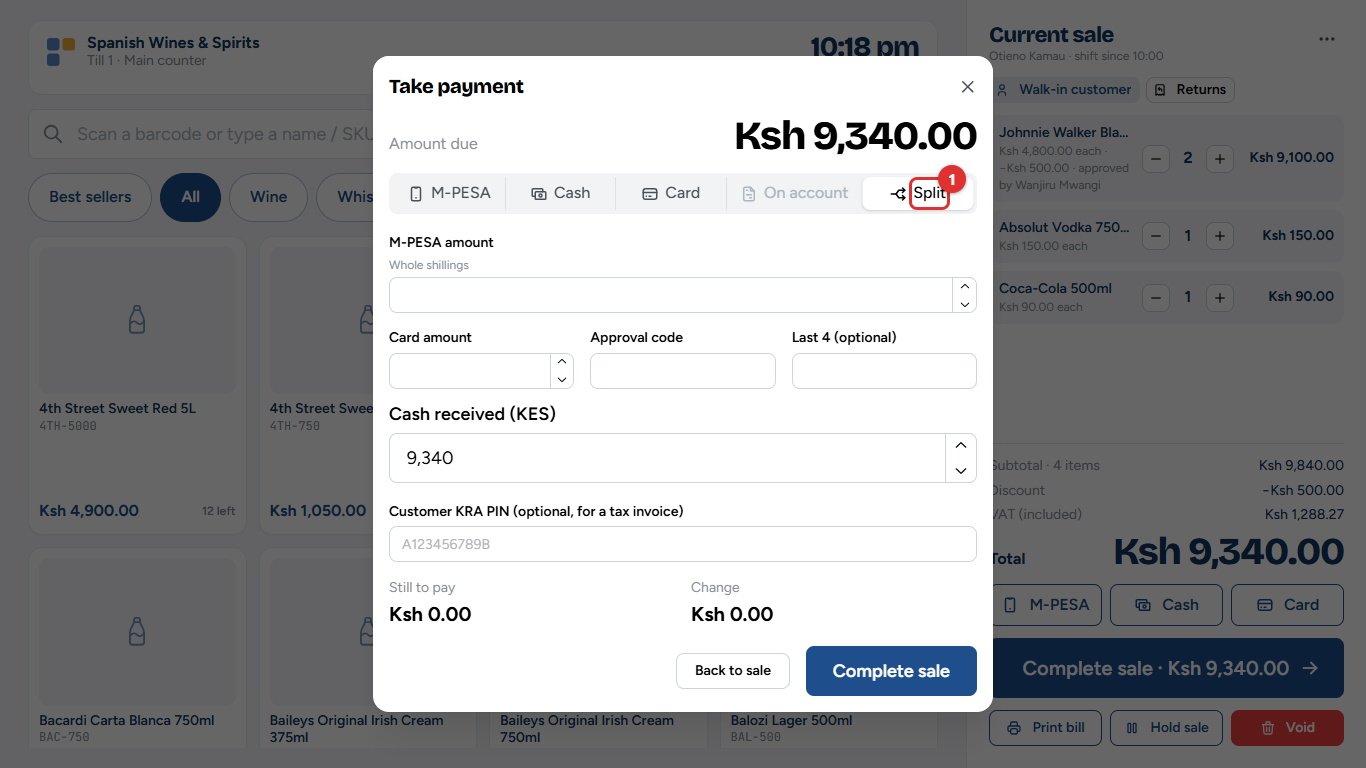 Spanish Wines & Spirits
Till 1 · Main counter
10:18 pm
Scan a barcode or type a name / SKU
Best sellers
All
Wine
Whis
4th Street Sweet Red 5L
4TH-5000
Ksh 4,900.00
12 left
4th Street Swee
4TH-750
Ksh 1,050.00
Bacardi Carta Blanca 750ml
BAC-750
Baileys Original Irish Cream
375ml
Baileys Original Irish Cream
750ml
Balozi Lager 500ml
BAL-500
Take payment
Amount due
Ksh 9,340.00
M-PESA
Cash
Card
On account
Split
1
M-PESA amount
Whole shillings
Card amount
Approval code
Last 4 (optional)
Cash received (KES)
9,340
Customer KRA PIN (optional, for a tax invoice)
A123456789B
Still to pay
Change
Ksh 0.00
Ksh 0.00
Back to sale
Complete sale
Current sale
Otieno Kamau · shift since 10:00
Walk-in customer
Returns
Johnnie Walker Bla...
Ksh 4,800.00 each ·
−Ksh 500.00 · approved
by Wanjiru Mwangi
2
Ksh 9,100.00
Absolut Vodka 750...
Ksh 150.00 each
1
Ksh 150.00
Coca-Cola 500ml
Ksh 90.00 each
1
Ksh 90.00
Subtotal · 4 items
Ksh 9,840.00
Discount
−Ksh 500.00
VAT (included)
Ksh 1,288.27
Total
Ksh 9,340.00
M-PESA
Cash
Card
Complete sale · Ksh 9,340.00
Print bill
Hold sale
Void